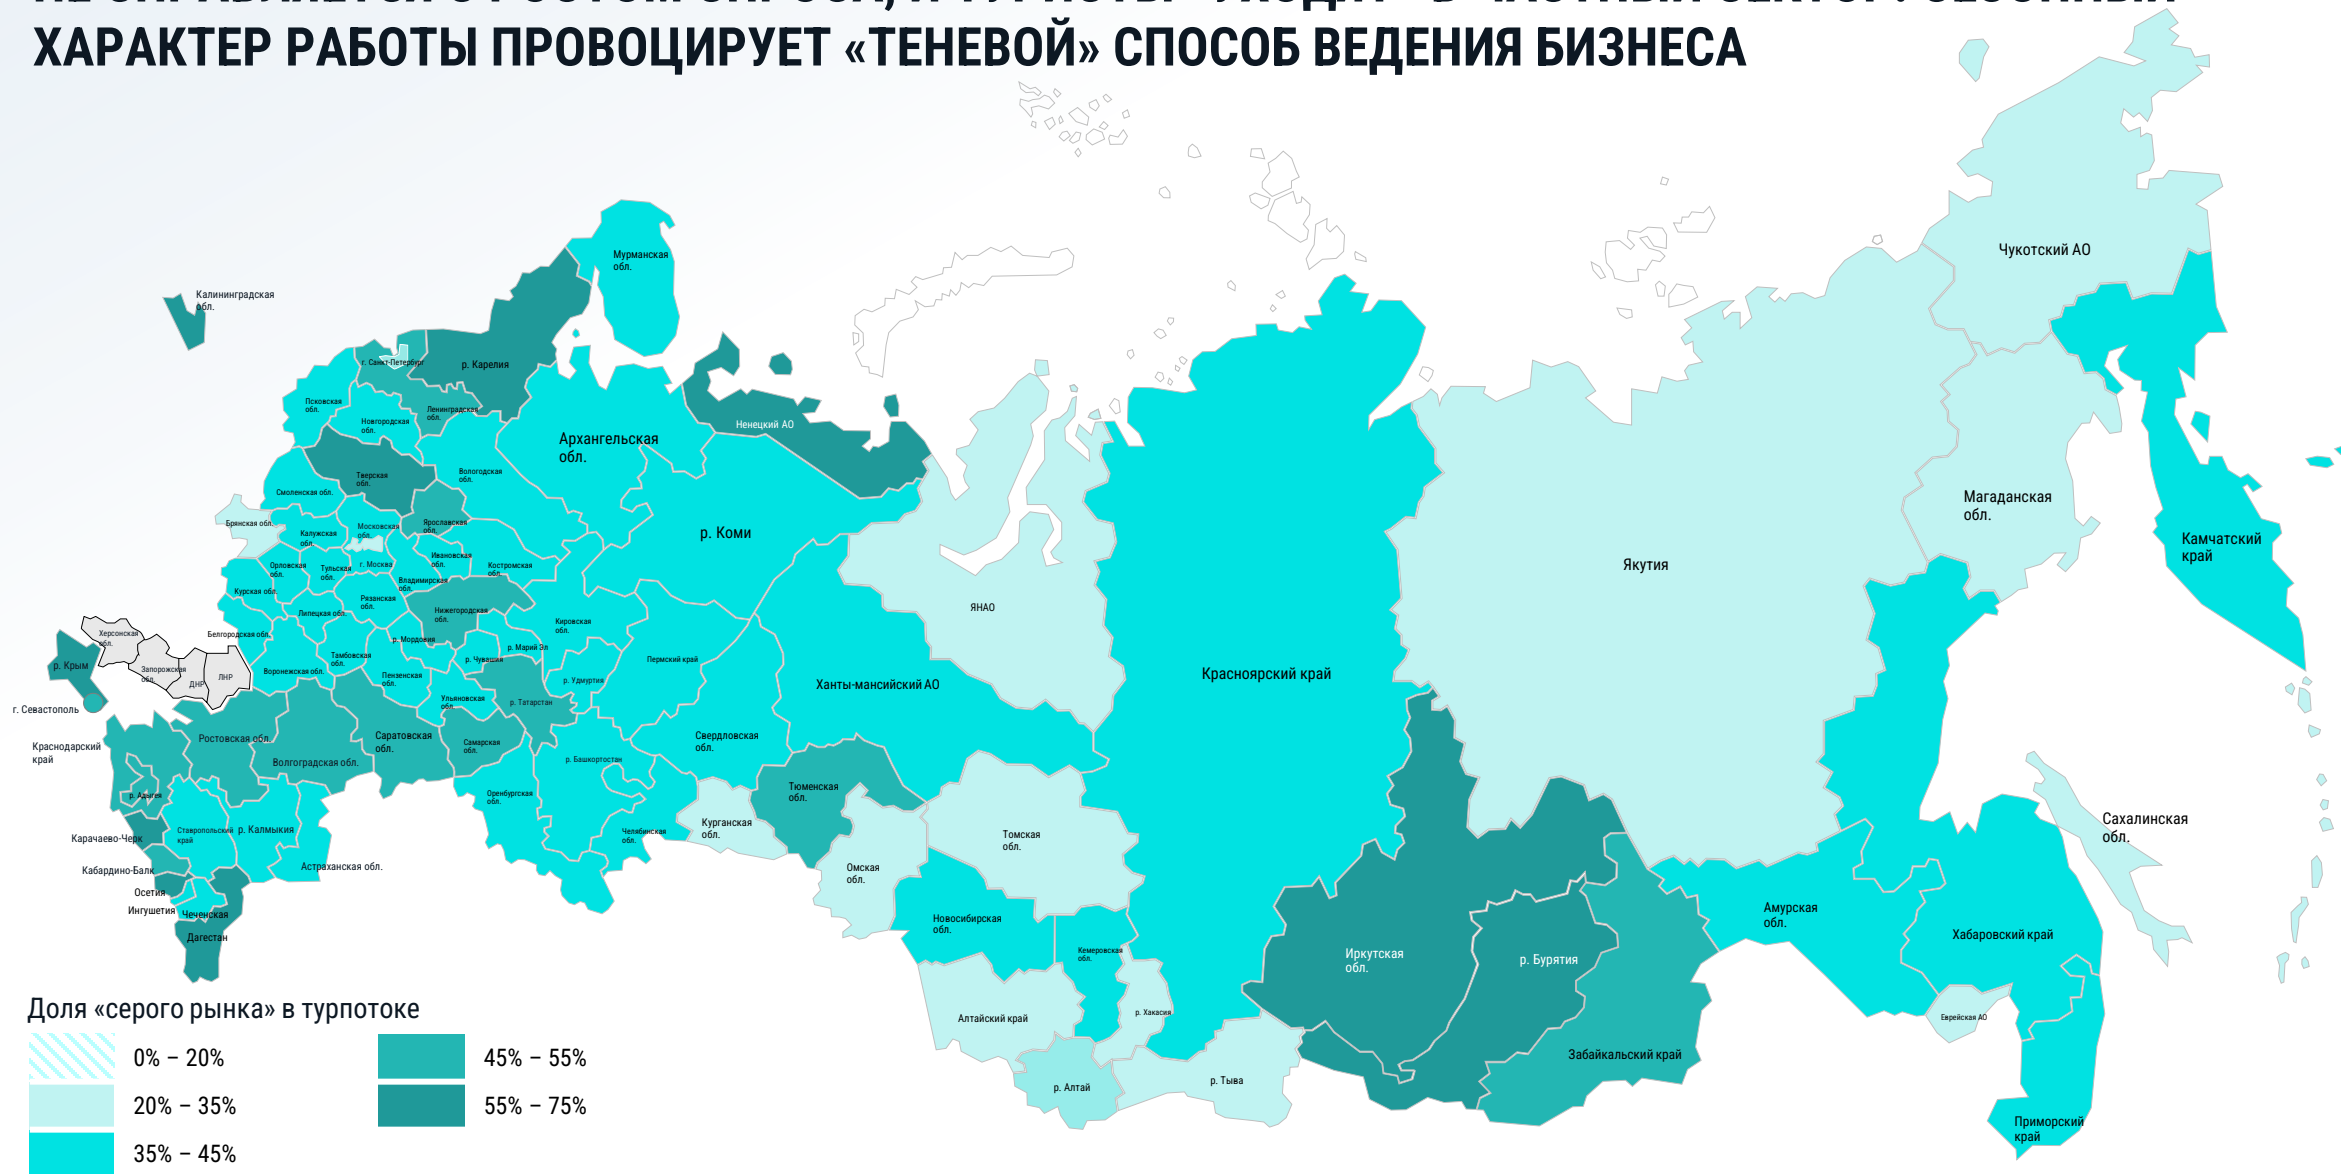 ХАРАКТЕР РАБОТЫ ПРОВОЦИРУЕТ «ТЕНЕВОЙ» СПОСОБ ВЕДЕНИЯ БИЗНЕСА
Мурманская
обл.
Чукотский АО
Калининградская
обл.
г. Санкт-Петербург
р. Карелия
Псковская
обл.
Новгородская
обл.
Ленинградская
обл.
Ненецкий АО
Архангельская
обл.
Тверская
обл.
Вологодская
обл.
Смоленская обл.
Магаданская
обл.
Брянская обл.
Калужская
обл.
Московская
обл.
Ярославская
обл.
р. Коми
Камчатский
край
Якутия
Орловская
обл.
Тульская
обл.
г. Москва
Ивановская
обл.
Костромская
обл.
Владимирская
обл.
Курская обл.
Рязанская
обл.
Липецкая обл.
Нижегородская
обл.
Кировская
обл.
ЯНАО
Херсонская
обл.
Белгородская обл.
р. Мордовия
р. Марий Эл
р. Чувашия
Пермский край
р. Крым
Запорожская
обл.
ДНР
ЛНР
Воронежская обл.
Тамбовская
обл.
Пензенская
обл.
р. Удмуртия
Ханты-мансийский АО
Красноярский край
г. Севастополь
Ульяновская
обл.
р. Татарстан
Краснодарский
край
Ростовская обл.
Волгоградская обл.
Саратовская
обл.
Самарская
обл.
Свердловская
обл.
р. Башкортостан
р. Адыгея
Оренбургская
обл.
Тюменская
обл.
Курганская
обл.
Челябинская
обл.
Томская
обл.
Сахалинская
обл.
Карачаево-Черк
Ставропольский
край
р. Калмыкия
Астраханская обл.
Омская
обл.
Кабардино-Балк
Осетия
Ингушетия
Чеченская
Дагестан
Новосибирская
обл.
Кемеровская
обл.
Иркутская
обл.
р. Бурятия
Амурская
обл.
Хабаровский край
Алтайский край
р. Хакасия
Еврейская АО
Забайкальский край
р. Алтай
р. Тыва
Приморский
край
Доля «серого рынка» в турпотоке
0% – 20%
45% – 55%
20% – 35%
55% – 75%
35% – 45%